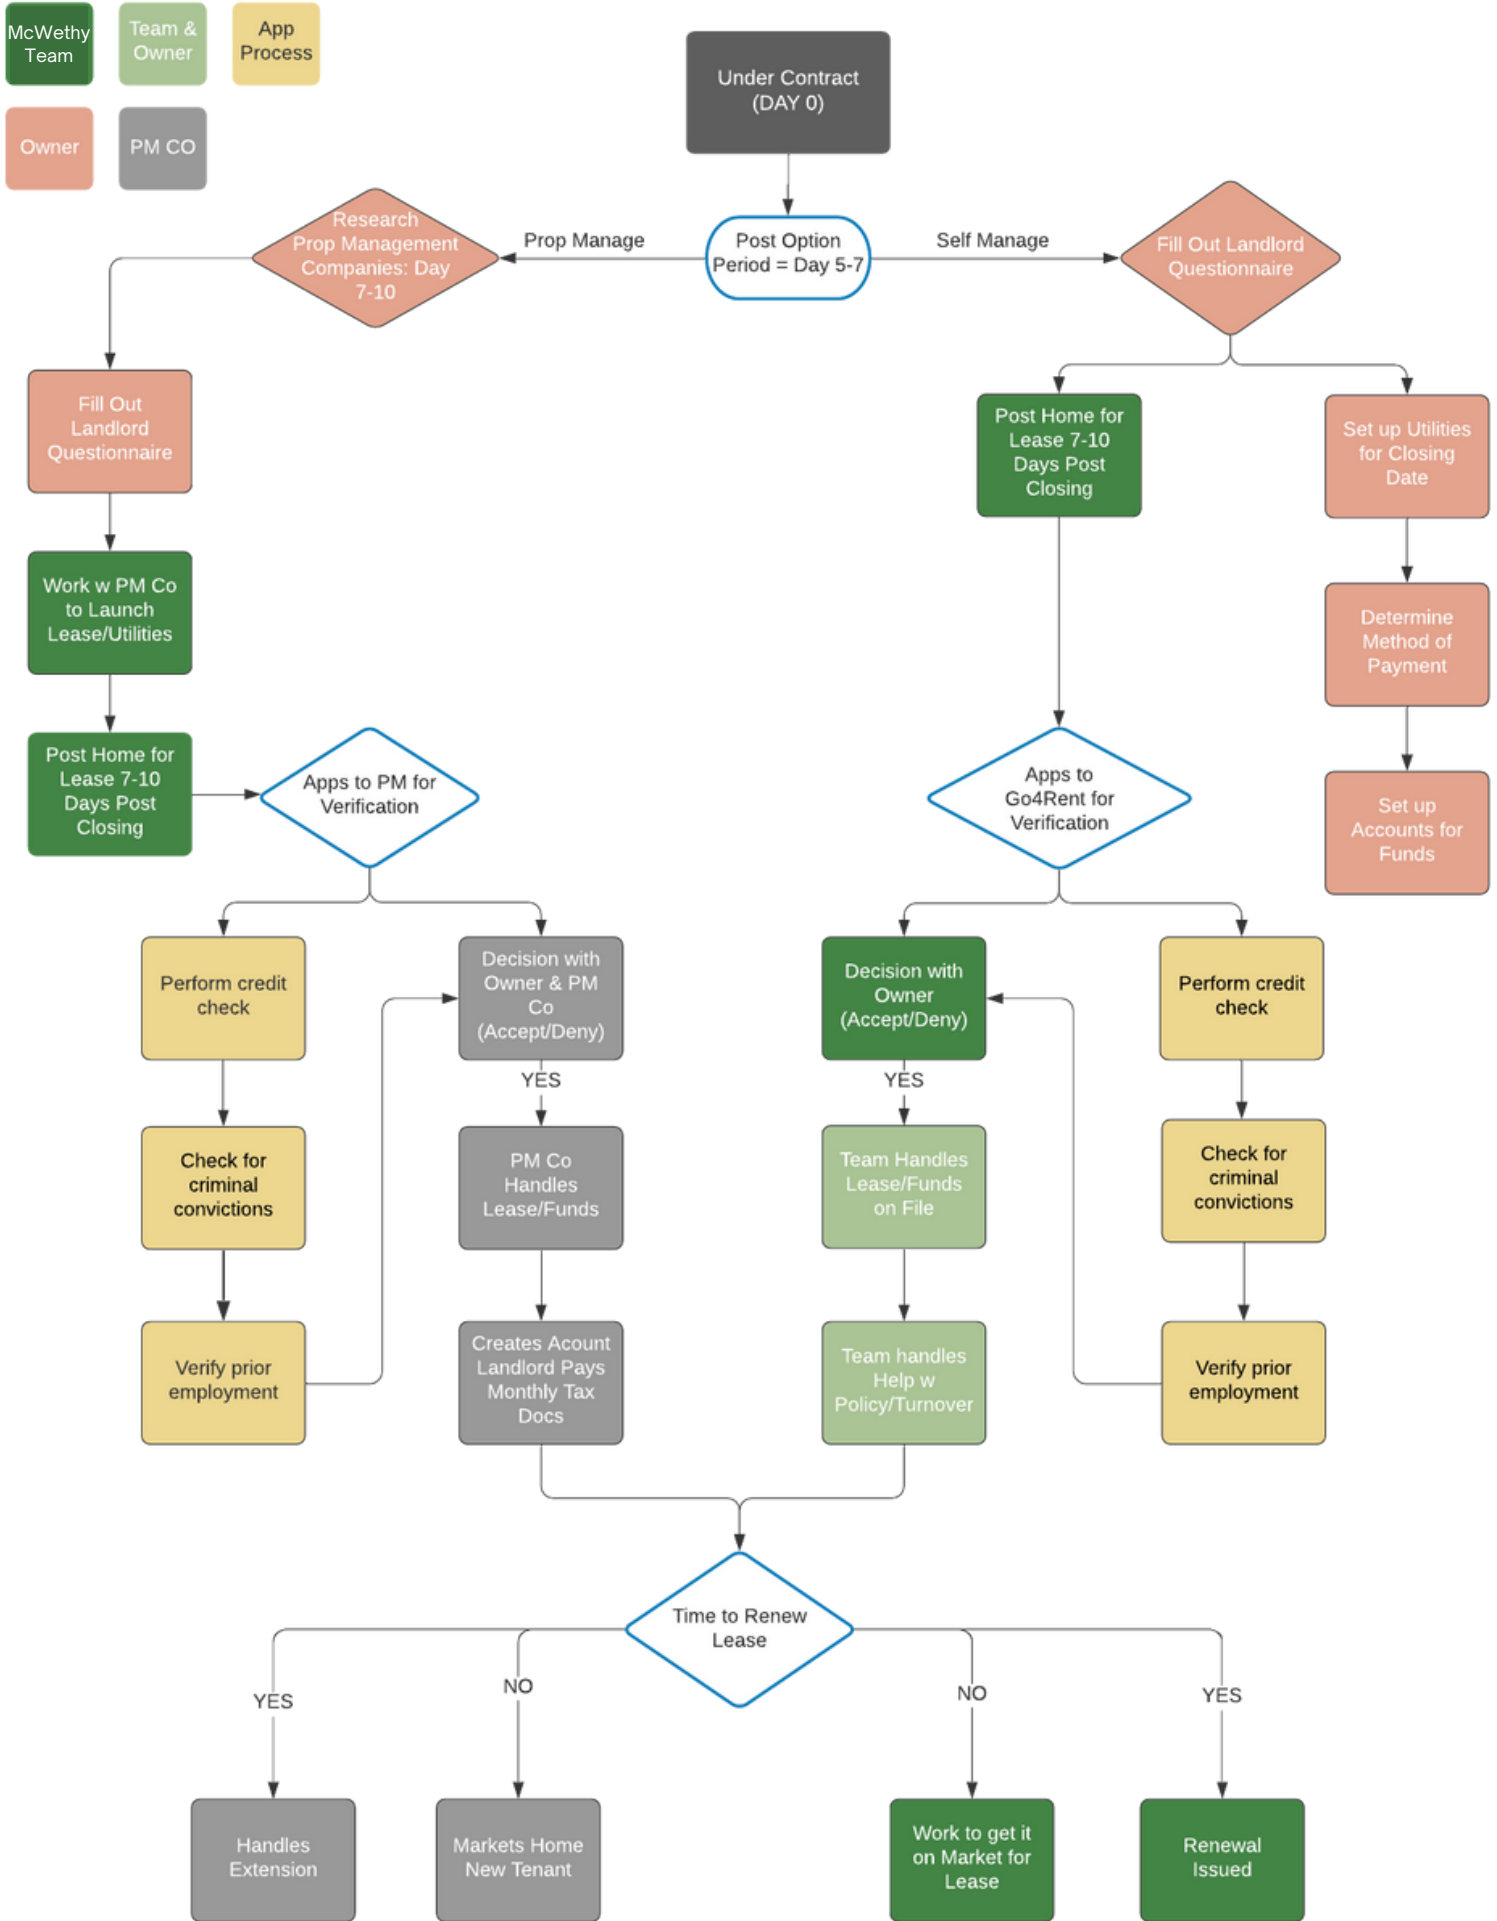 McWethy
Team
Team &
Owner
App
Process
Owner
PM CO
Under Contract
(DAY 0)
Research
Prop Management
Companies: Day
7-10
Prop Manage
Post Option
Period = Day 5-7
Self Manage
Fill Out Landlord
Questionnaire
Fill Out
Landlord
Questionnaire
Post Home for
Lease 7-10
Days Post
Closing
Set up Utilities
for Closing
Date
Work w PM Co
to Launch
Lease/Utilities
Determine
Method of
Payment
Post Home for
Lease 7-10
Days Post
Closing
Apps to PM for
Verification
Apps to
Go4Rent for
Verification
Set up
Accounts for
Funds
Perform credit
check
Decision with
Owner & PM
Co
(Accept/Deny)
Decision with
Owner
(Accept/Deny)
Perform credit
check
YES
YES
Check for
criminal
convictions
PM Co
Handles
Lease/Funds
Team Handles
Lease/Funds
on File
Check for
criminal
convictions
Verify prior
employment
Creates Acount
Landlord Pays
Monthly Tax
Docs
Team handles
Help w
Policy/Turnover
Verify prior
employment
Time to Renew
Lease
YES
NO
NO
YES
Handles
Extension
Markets Home
New Tenant
Work to get it
on Market for
Lease
Renewal
Issued